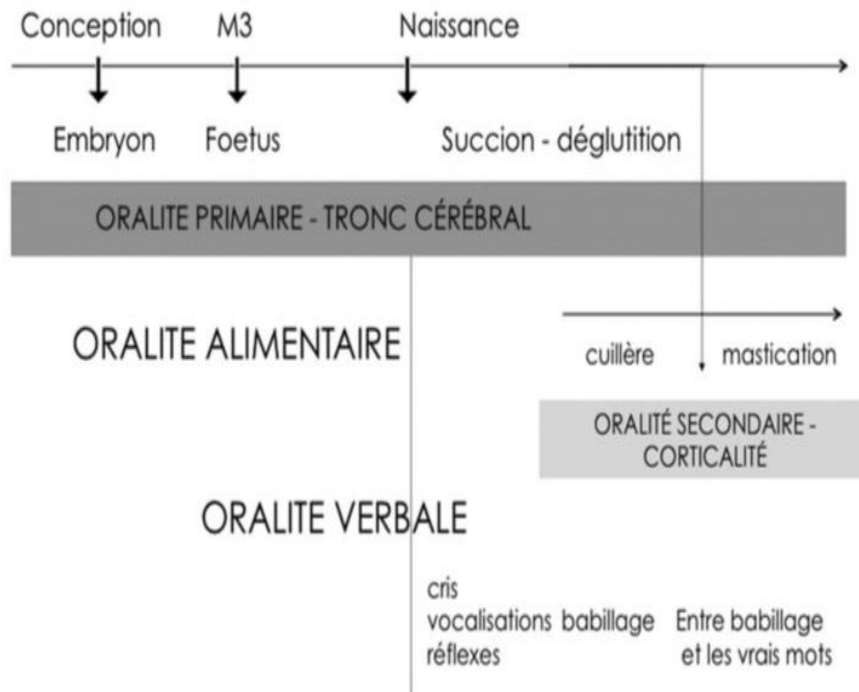 Conception M3 Naissance
Embryon Foetus Succion - déglutition
ORALITE PRIMAIRE - TRONC CÉRÉBRAL
ORALITE ALIMENTAIRE
cuillère mastication
ORALITÉ SECONDAIRE -
CORTICALITÉ
ORALITE VERBALE
cris
vocalisations babillage Entre babillage
réflexes et les vrais mots